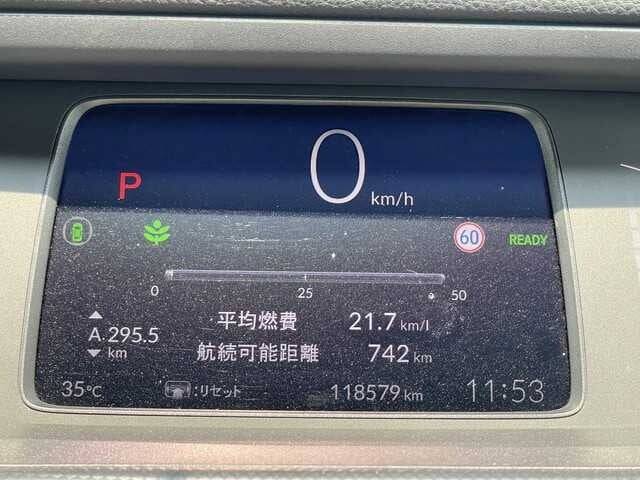 0 km/h
P
60 READY
0 25 50
平均燃費 21.7 km/l
A.295.5 km
航続可能距離 742 km
35℃ :リセット 118579 km 11:53